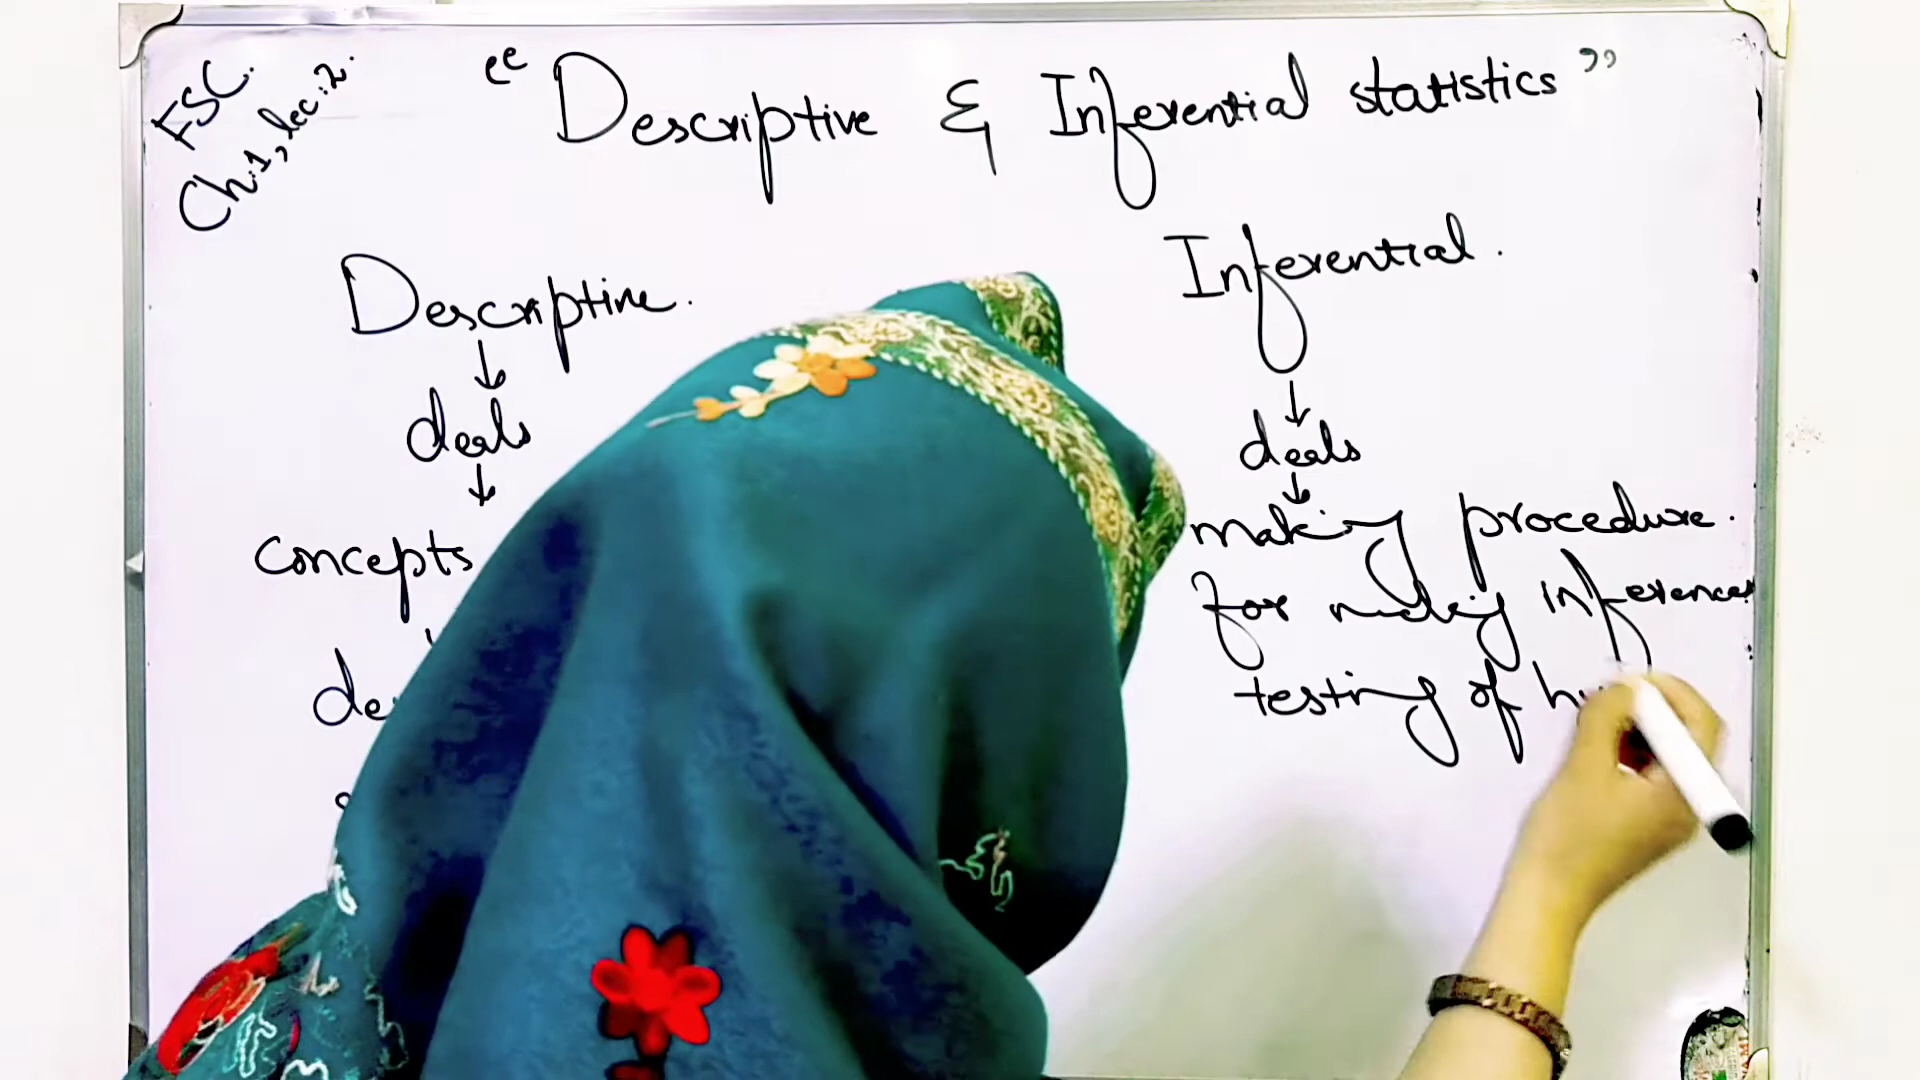 FSC.
Ch:1, lec:2.
“Descriptive & Inferential statistics”
Descriptive.
↓
deals
↓
concepts
Inferential.
↓
deals
↓
making procedure.
for making inferences
testing of